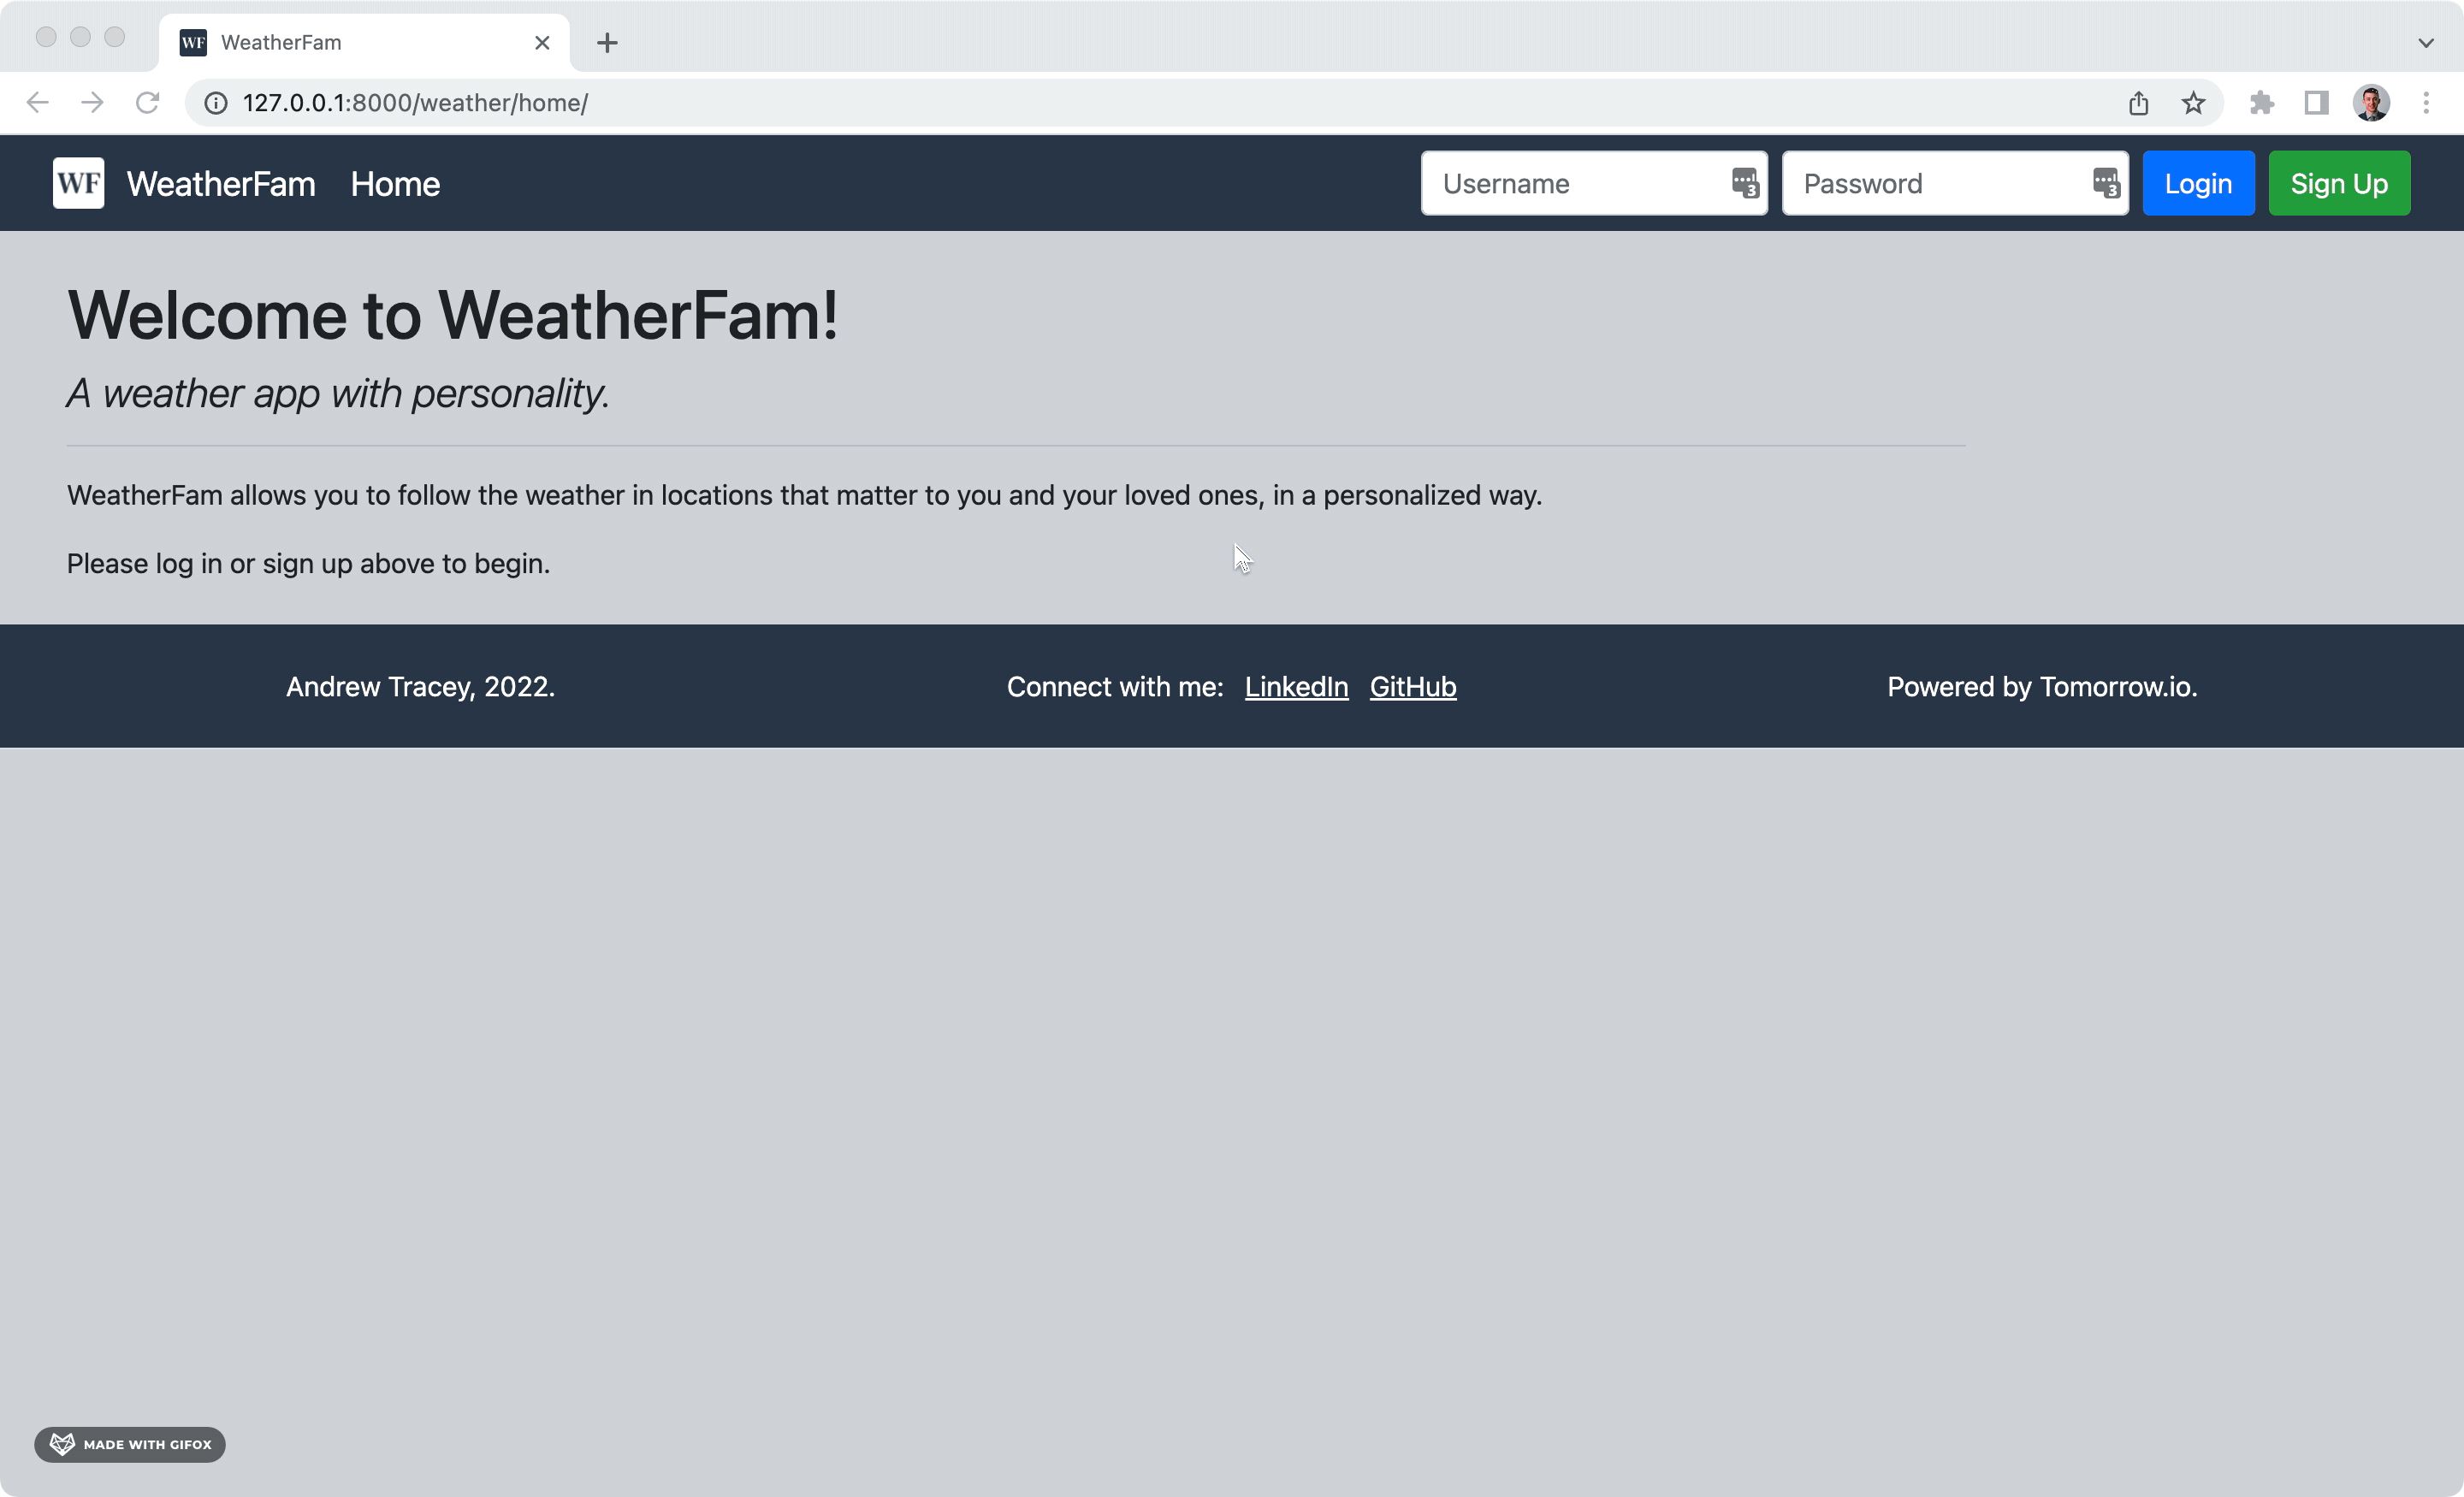 WF WeatherFam
127.0.0.1:8000/weather/home/
WF WeatherFam Home Username 3 Password 3 Login Sign Up
Welcome to WeatherFam!
A weather app with personality.
WeatherFam allows you to follow the weather in locations that matter to you and your loved ones, in a personalized way.
Please log in or sign up above to begin.
Andrew Tracey, 2022. Connect with me: LinkedIn GitHub Powered by Tomorrow.io.
MADE WITH GIFOX